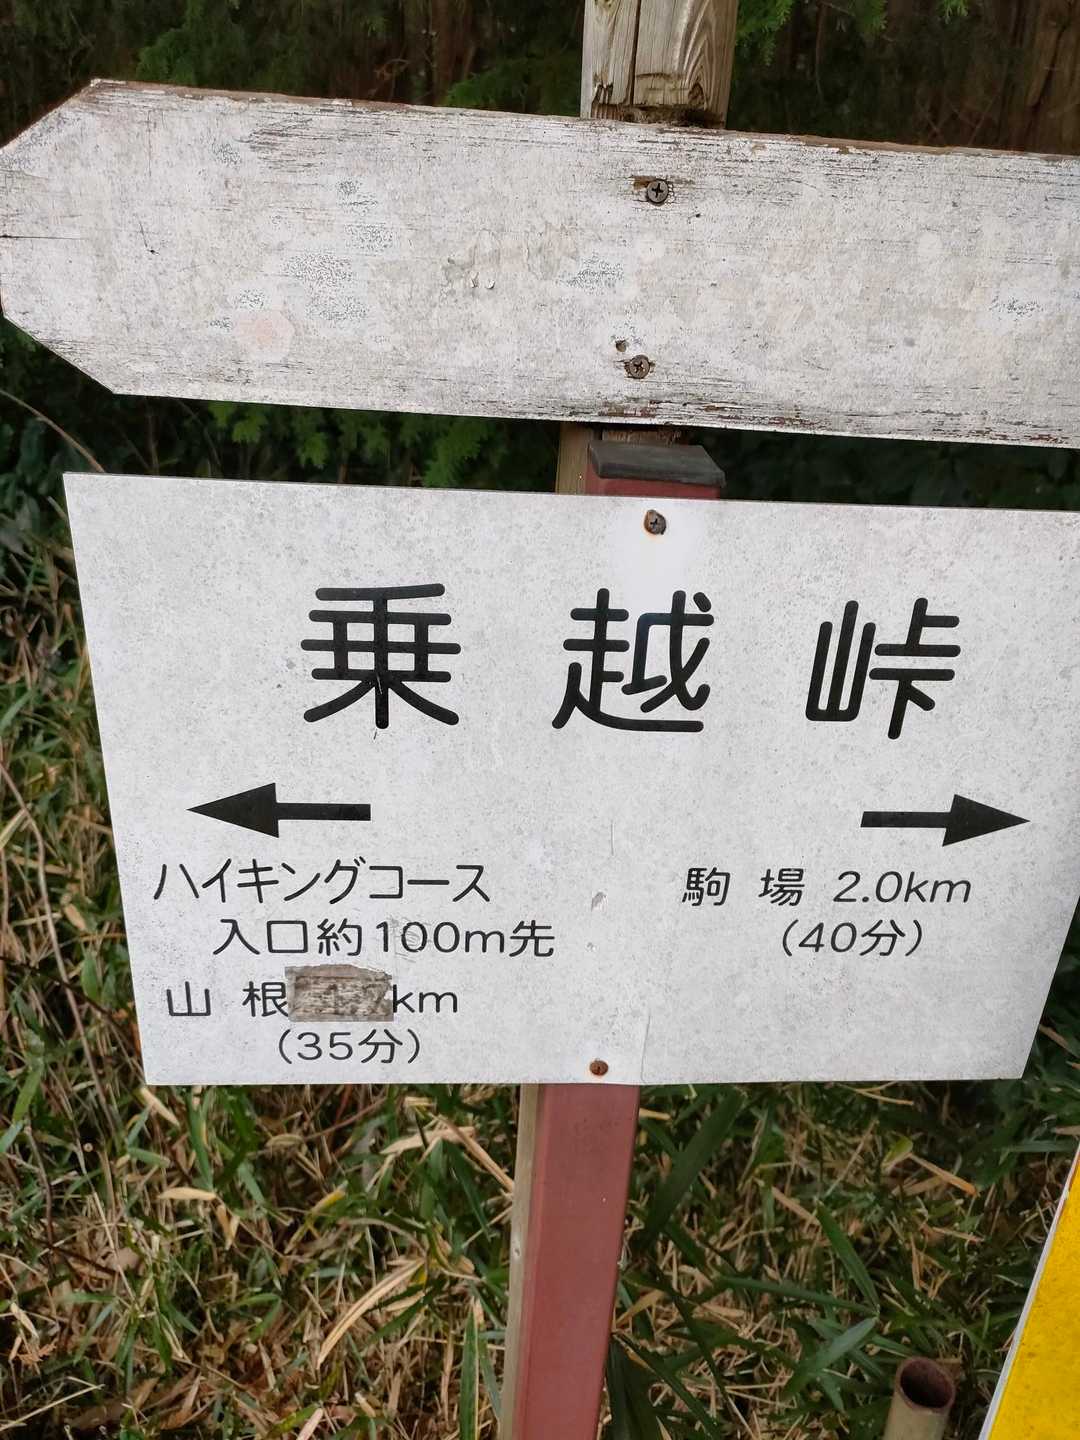 乗越峠
← →
ハイキングコース
入口約100m先
山 根 km
(35分)
駒 場 2.0km
(40分)